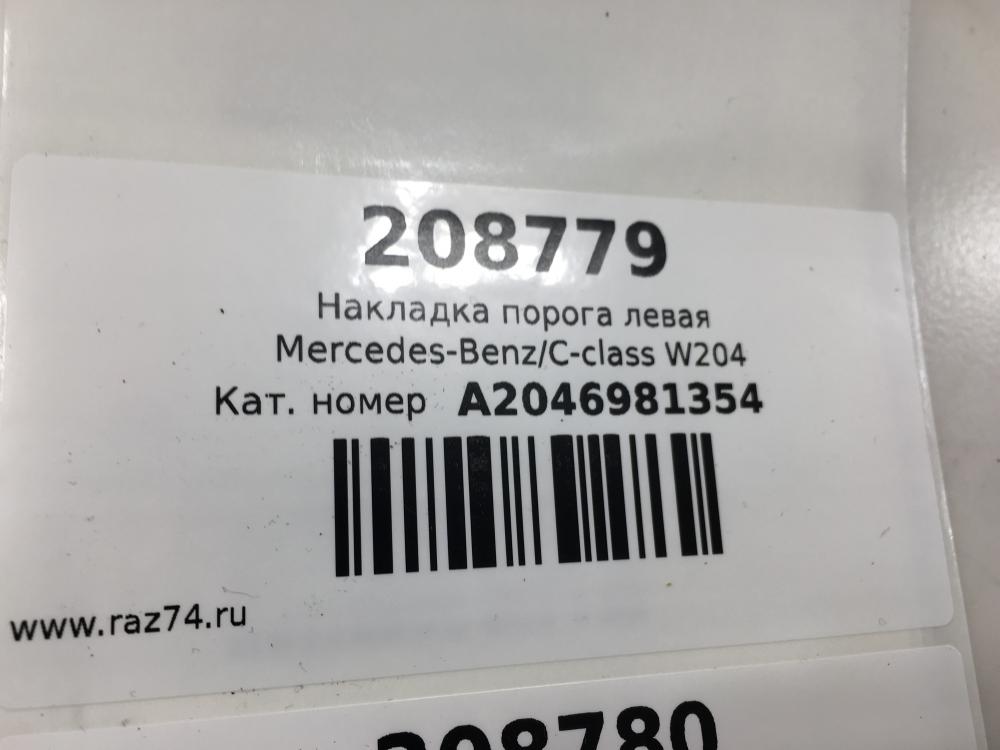 208779
Накладка порога левая
Mercedes-Benz/C-class W204
Кат. номер A2046981354
www.raz74.ru
208780